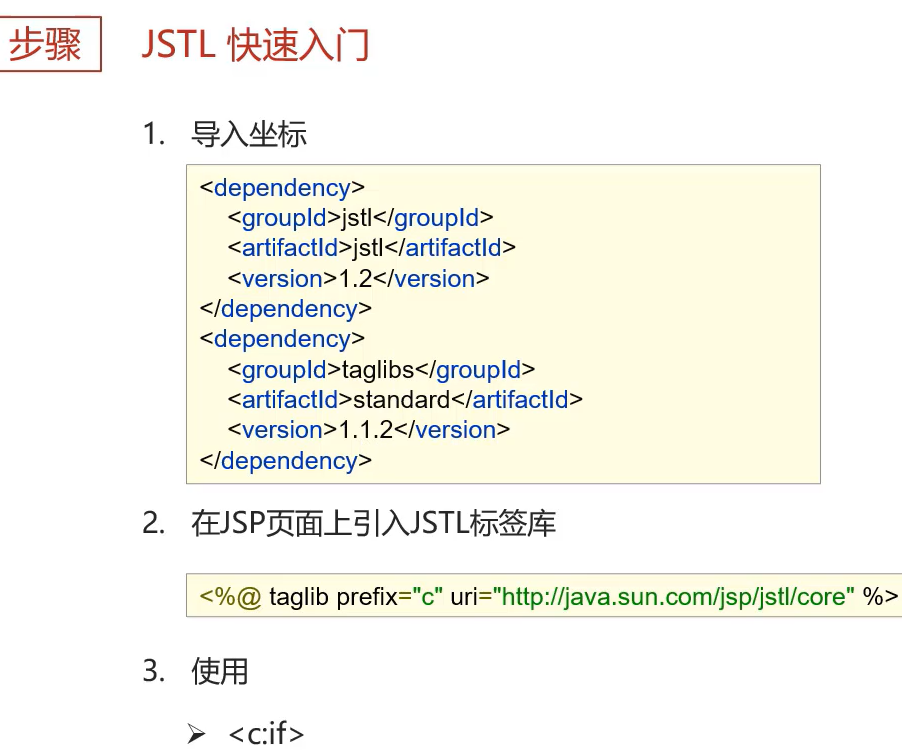 步骤
JSTL 快速入门
1. 导入坐标
<dependency>
<groupId>jstl</groupId>
<artifactId>jstl</artifactId>
<version>1.2</version>
</dependency>
<dependency>
<groupId>taglibs</groupId>
<artifactId>standard</artifactId>
<version>1.1.2</version>
</dependency>
2. 在JSP页面上引入JSTL标签库
<%@ taglib prefix="c" uri="http://java.sun.com/jsp/jstl/core" %>
3. 使用
➢ <c:if>